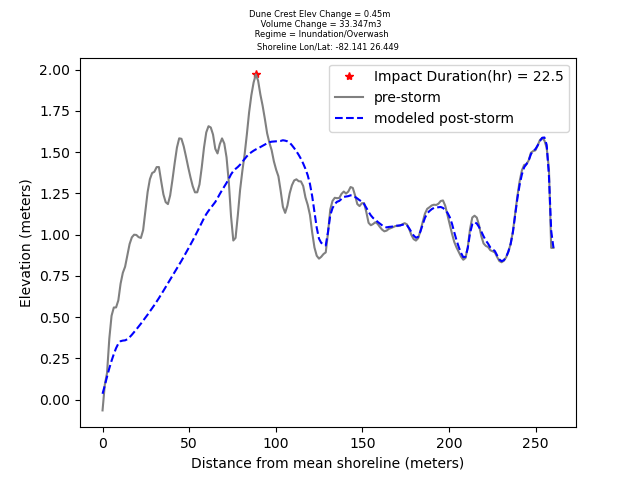 Dune Crest Elev Change = 0.45m
Volume Change = 33.347m3
Regime = Inundation/Overwash
Shoreline Lon/Lat: -82.141 26.449
Impact Duration(hr) = 22.5
pre-storm
modeled post-storm
Elevation (meters)
2.00
1.75
1.50
1.25
1.00
0.75
0.50
0.25
0.00
0 50 100 150 200 250
Distance from mean shoreline (meters)